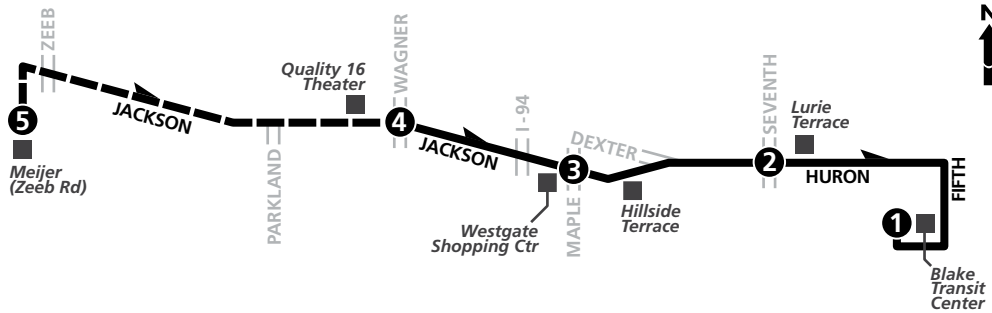 N
ZEEB
Quality 16
Theater
WAGNER
SEVENTH
Lurie
Terrace
I-94
5
JACKSON
4
JACKSON
DEXTER
2
HURON
3
FIFTH
Meijer
(Zeeb Rd)
PARKLAND
Westgate
Shopping Ctr
MAPLE
Hillside
Terrace
1
Blake
Transit
Center